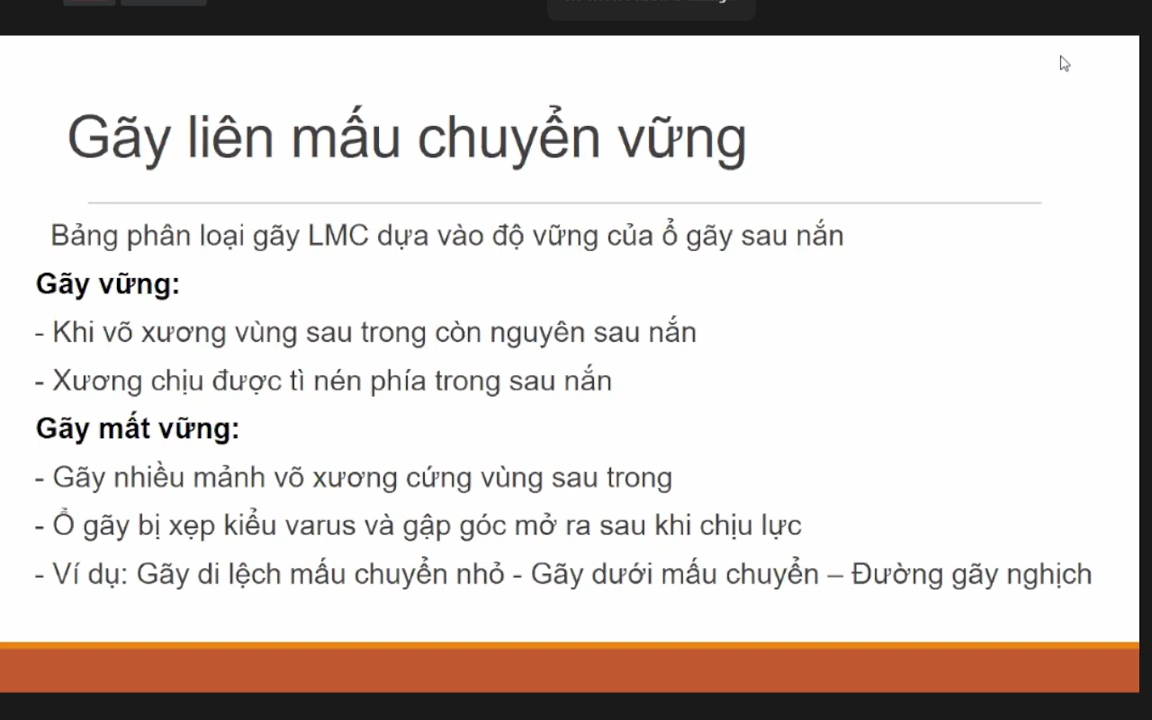 Gãy liên mấu chuyển vững
Bảng phân loại gãy LMC dựa vào độ vững của ổ gãy sau nắn
Gãy vững:
- Khi võ xương vùng sau trong còn nguyên sau nắn
- Xương chịu được tì nén phía trong sau nắn
Gãy mất vững:
- Gãy nhiều mảnh võ xương cứng vùng sau trong
- Ổ gãy bị xẹp kiểu varus và gập góc mở ra sau khi chịu lực
- Ví dụ: Gãy di lệch mấu chuyển nhỏ - Gãy dưới mấu chuyển – Đường gãy nghịch